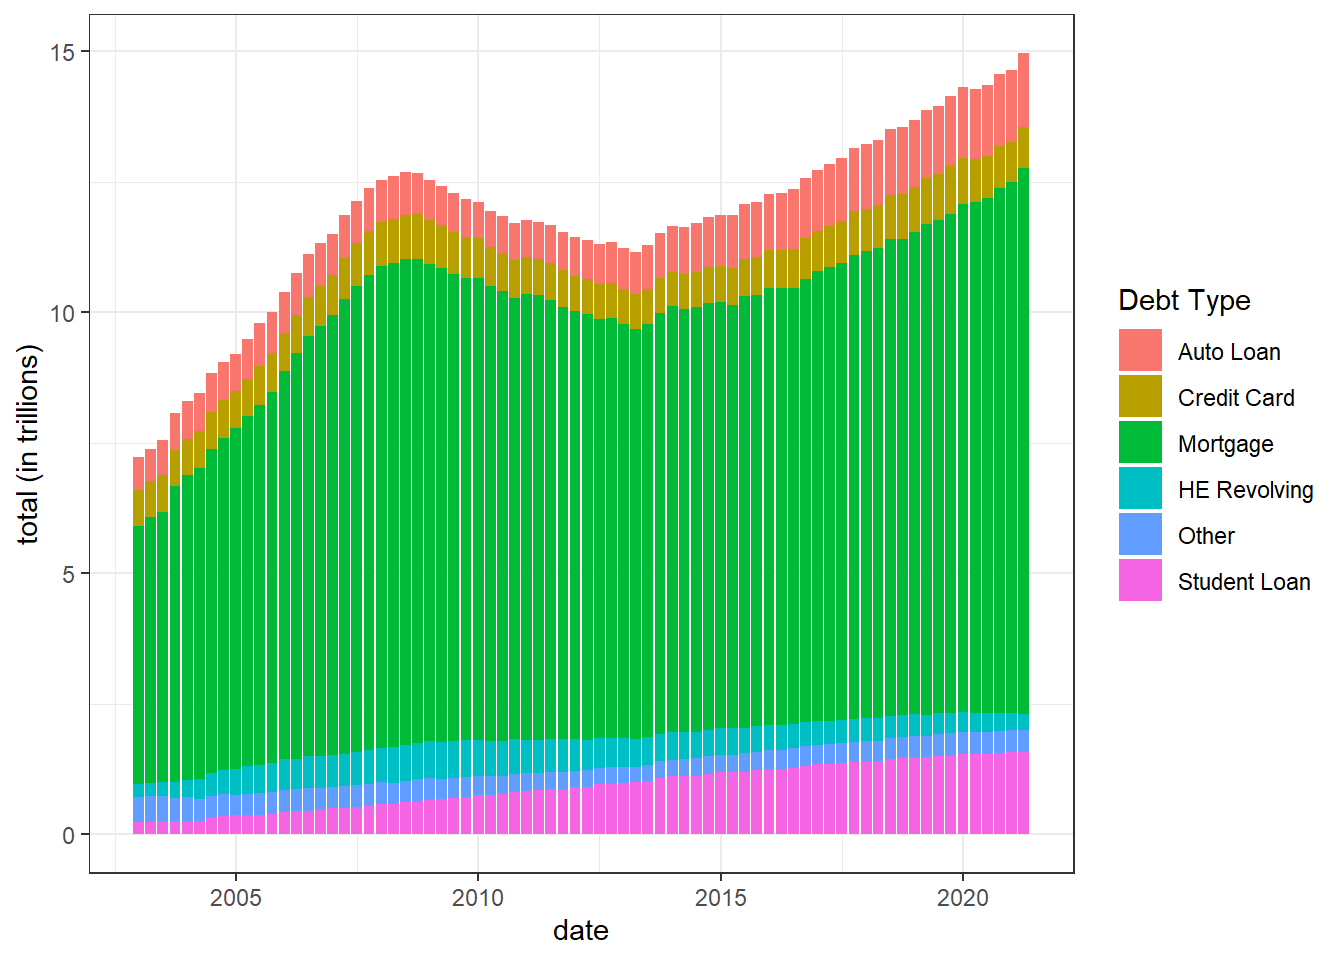 15
10
5
0
total (in trillions)
2005
2010
2015
2020
date
Debt Type
Auto Loan
Credit Card
Mortgage
HE Revolving
Other
Student Loan